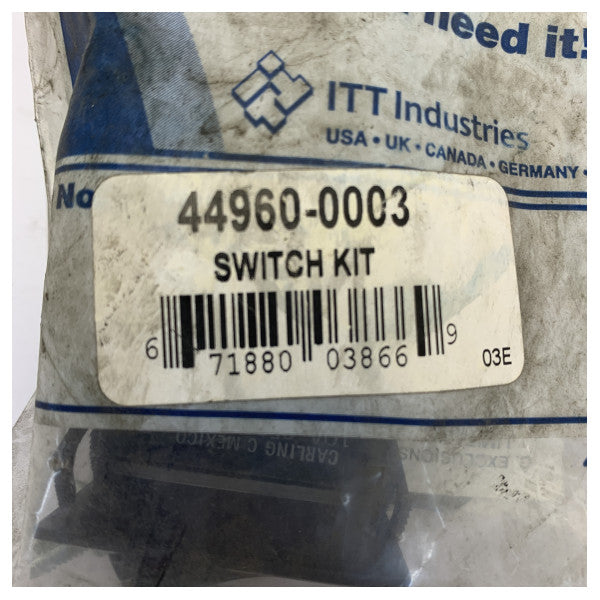 need it!
ITT Industries
USA • UK • CANADA • GERMANY •
No
44960-0003
SWITCH KIT
6 71880 03866 9
03E
CARLING C MEXICO
EXCLUSIONS